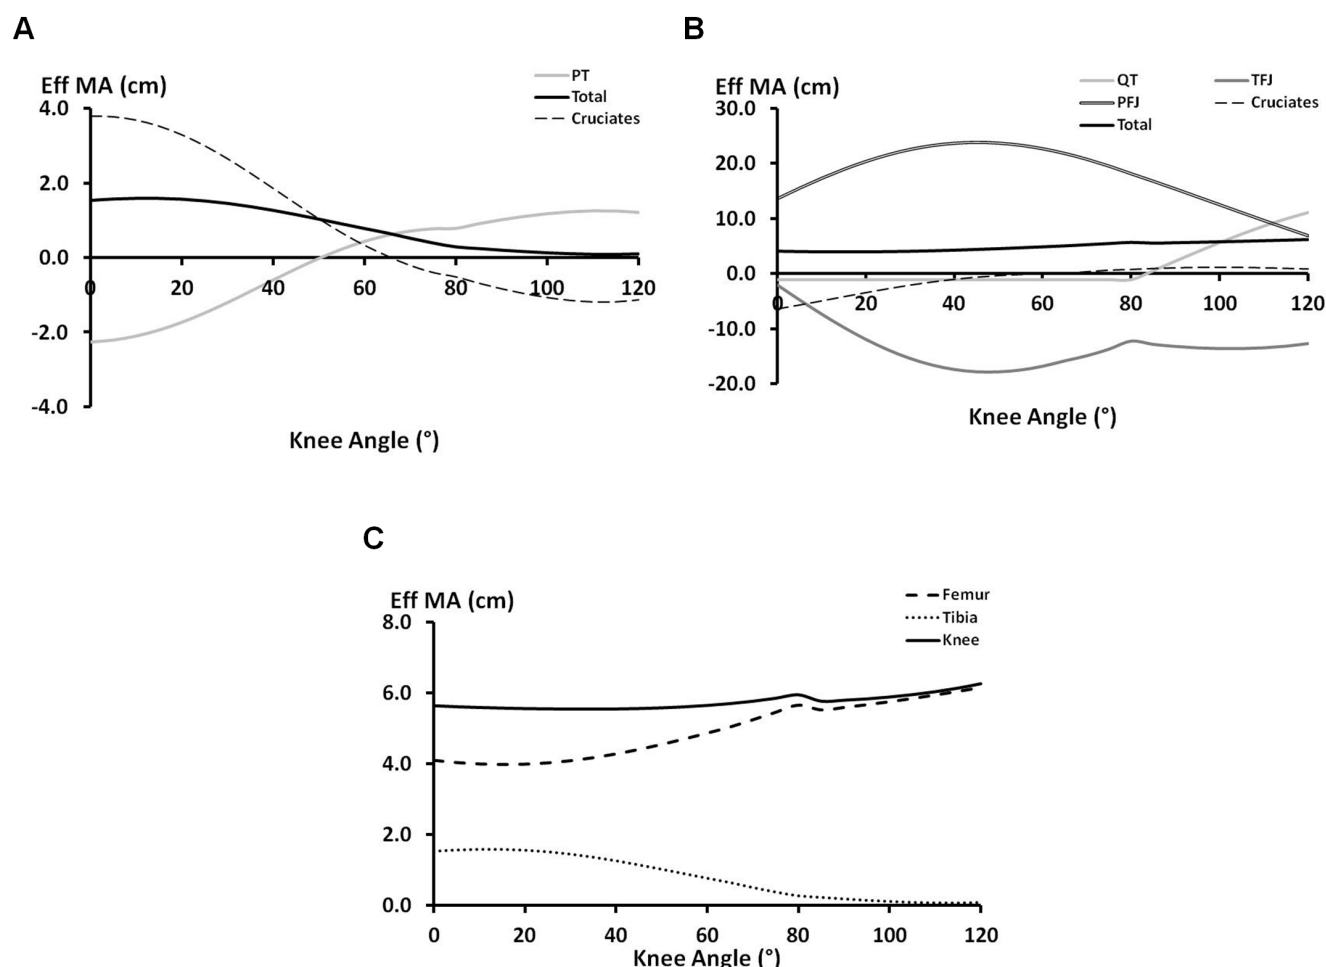 A
Eff MA (cm)
PT
Total
Cruciates
4.0
2.0
0.0
-2.0
-4.0
0 20 40 60 80 100 120
Knee Angle (°)
B
Eff MA (cm)
QT TFJ
PFJ Cruciates
Total
30.0
20.0
10.0
0.0
-10.0
-20.0
0 20 40 60 80 100 120
Knee Angle (°)
C
Eff MA (cm)
Femur
Tibia
Knee
8.0
6.0
4.0
2.0
0.0
0 20 40 60 80 100 120
Knee Angle (°)